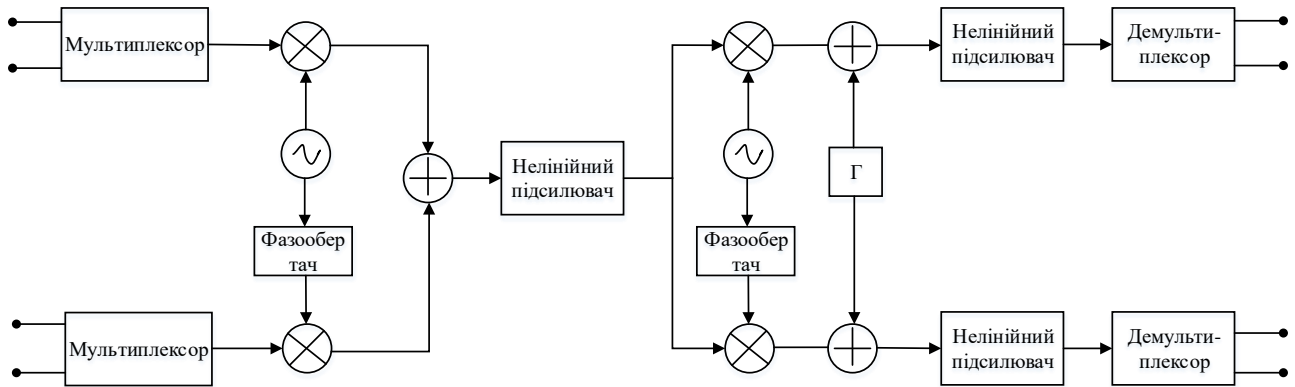 Мультиплексор
Нелінійний
підсилювач
Демульти-
плексор
Нелінійний
підсилювач
Г
Фазообер
тач
Фазообер
тач
Мультиплексор
Нелінійний
підсилювач
Демульти-
плексор